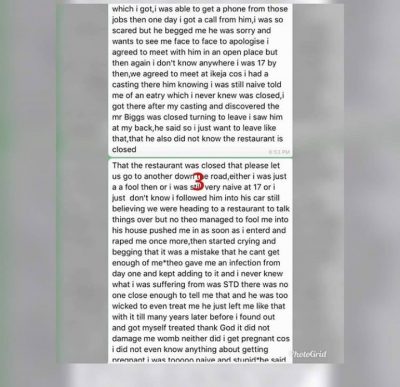 which i got,i was able to get a phone from those
jobs then one day i got a call from him,i was so
scared but he begged me he was sorry and
wants to see me face to face to apologise i
agreed to meet with him in an open place but
then again i don't know anywhere i was 17 by
then,we agreed to meet at ikeja cos i had a
casting there him knowing i was still naive told
me of an eatry which i never knew was closed,i
got there after my casting and discovered the
mr Biggs was closed turning to leave i saw him
at my back,he said so i just want to leave like
that,that he also did not know the restaurant is
closed
6:53 PM
That the restaurant was closed that please let
us go to another down the road,either i was just
a a fool then or i was still very naive at 17 or i
3
just don't know i followed him into his car still
believing we were heading to a restaurant to talk
things over but no theo managed to fool me into
his house pushed me in as soon as i enterd and
raped me once more,then started crying and
begging that it was a mistake that he cant get
enough of me*theo gave me an infection from
day one and kept adding to it and i never knew
what i was suffering from was STD there was no
one close enough to tell me that and he was too
wicked to even treat me he just left me like that
with it till many years later before i found out
and got myself treated thank God it did not
damage me womb neither did i get pregnant cos
i did not even know anything about getting
pregnant i was toooo naive and stupid*he said
PhotoGrid